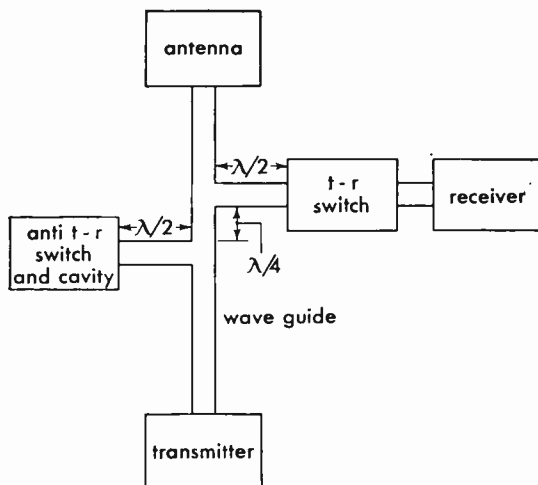 antenna
λ/2
t-r
switch
receiver
λ/2
anti t-r
switch
and cavity
λ/4
wave guide
transmitter